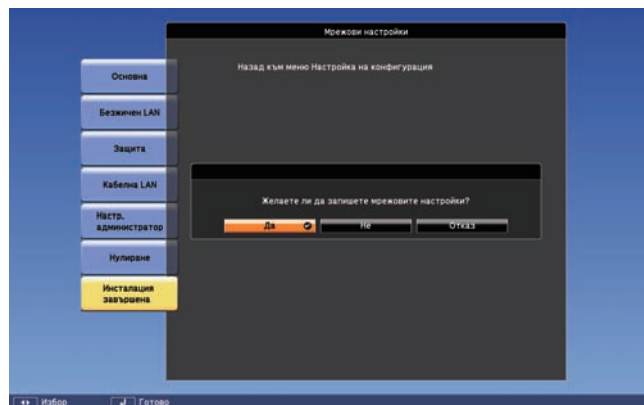 Мрежови настройки
Назад към меню Настройка на конфигурация
Основна
Безжичен LAN
Защита
Кабелна LAN
Настр.
администратор
Нулиране
Инсталация
завършена
Желаете ли да запишете мрежовите настройки?
Да Не Отказ
Избор Готово